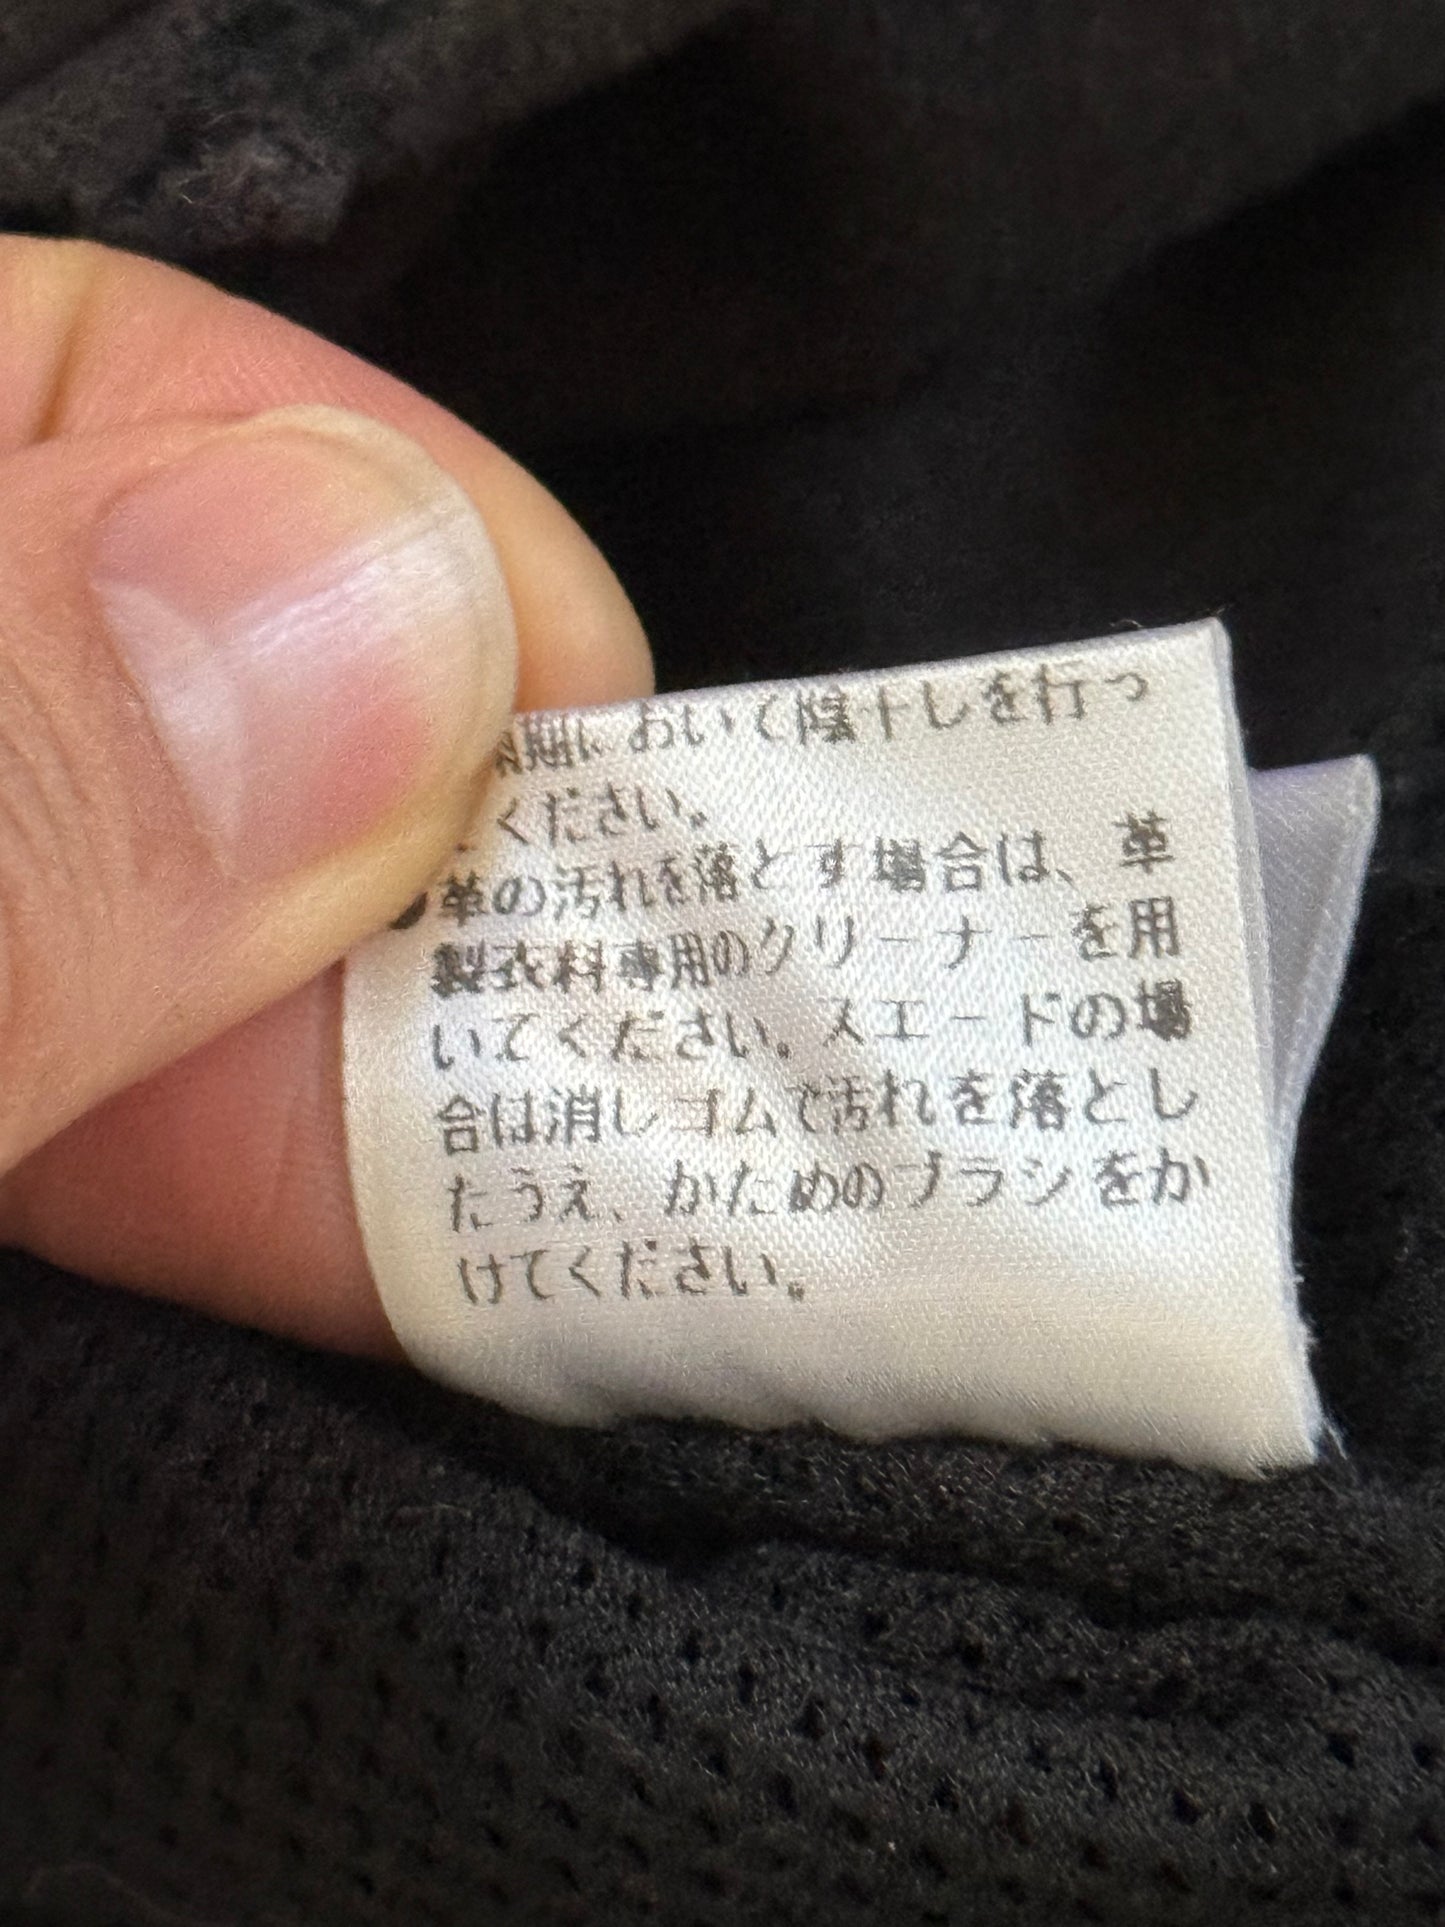 期において陰干しを行っ
ください。
●革の汚れを落とす場合は、革
製衣料専用のクリーナーを用
いてください。スエードの場
合は消しゴムで汚れを落とし
たうえ、かためのブラシをか
けてください。